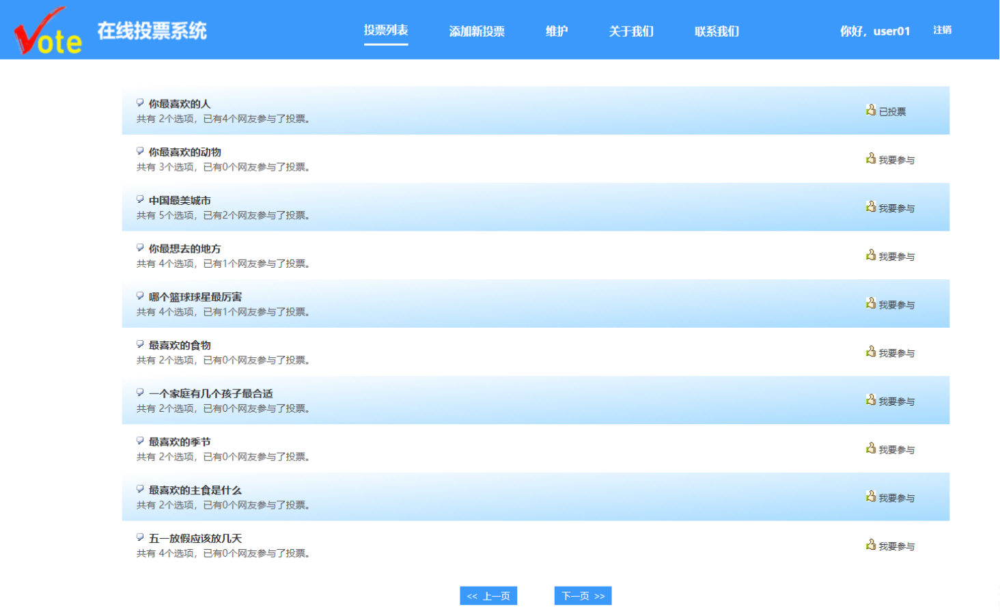 Vote 在线投票系统 投票列表 添加新投票 维护 关于我们 联系我们 你好，user01 注销
你最喜欢的人
共有 2个选项，已有4个网友参与了投票。
已投票
你最喜欢的动物
共有 3个选项，已有0个网友参与了投票。
我要参与
中国最美城市
共有 5个选项，已有2个网友参与了投票。
我要参与
你最想去的地方
共有 4个选项，已有1个网友参与了投票。
我要参与
哪个篮球球星最厉害
共有 4个选项，已有1个网友参与了投票。
我要参与
最喜欢的食物
共有 2个选项，已有0个网友参与了投票。
我要参与
一个家庭有几个孩子最合适
共有 2个选项，已有0个网友参与了投票。
我要参与
最喜欢的季节
共有 2个选项，已有0个网友参与了投票。
我要参与
最喜欢的主食是什么
共有 2个选项，已有0个网友参与了投票。
我要参与
五一放假应该放几天
共有 4个选项，已有0个网友参与了投票。
我要参与
<< 上一页 下一页 >>